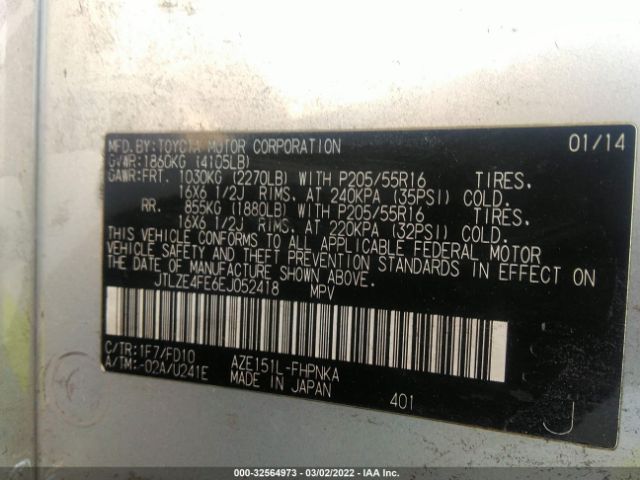 MFD.BY:TOYOTA MOTOR CORPORATION 01/14
GVWR:1860KG (4105LB)
GAWR:FRT. 1030KG (2270LB) WITH P205/55R16 TIRES.
16X6 1/2J RIMS. AT 240KPA (35PSI) COLD.
RR. 855KG (1880LB) WITH P205/55R16 TIRES.
16X6 1/2J RIMS. AT 220KPA (32PSI) COLD.
THIS VEHICLE CONFORMS TO ALL APPLICABLE FEDERAL MOTOR
VEHICLE SAFETY AND THEFT PREVENTION STANDARDS IN EFFECT ON
THE DATE OF MANUFACTURE SHOWN ABOVE.
JTLZE4FE6EJ052418 MPV
C/TR:1F7/FD10 AZE151L-FHPNKA
A/TM:-02A/U241E MADE IN JAPAN 401
J
000-32564973 - 03/02/2022 - IAA Inc.